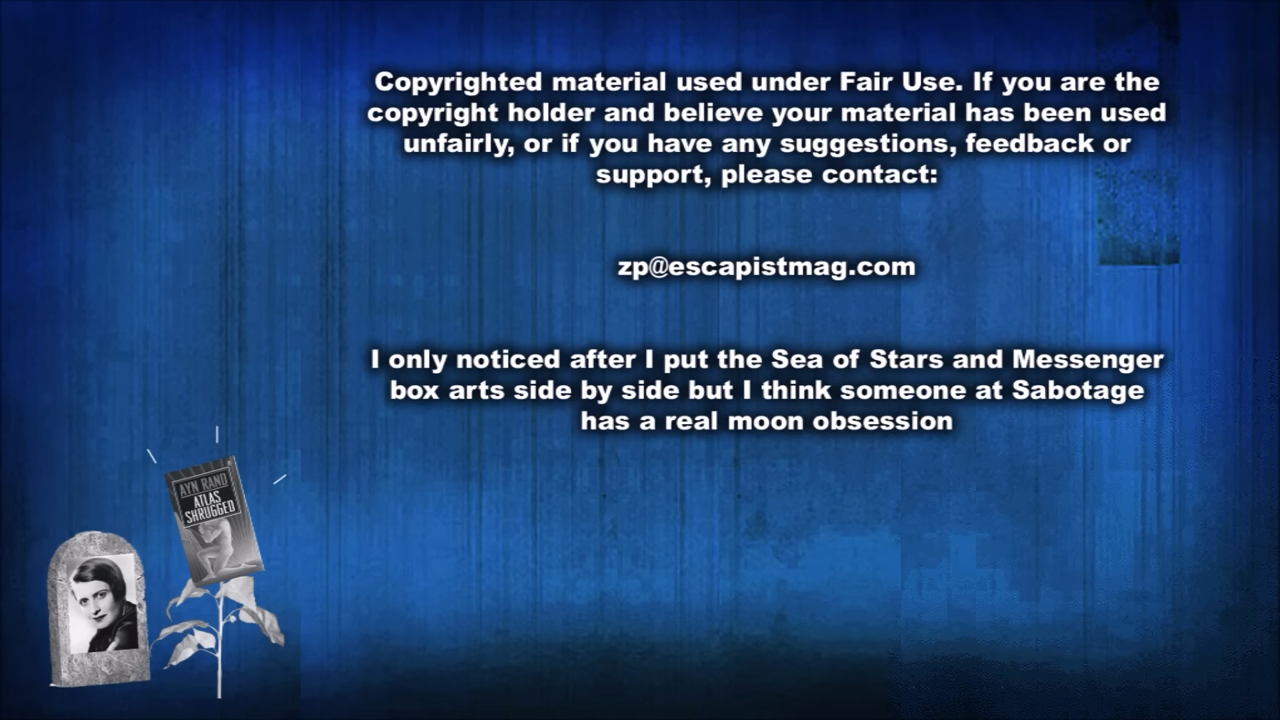 Copyrighted material used under Fair Use. If you are the
copyright holder and believe your material has been used
unfairly, or if you have any suggestions, feedback or
support, please contact:
zp@escapistmag.com
I only noticed after I put the Sea of Stars and Messenger
box arts side by side but I think someone at Sabotage
has a real moon obsession
AYN RAND
ATLAS
SHRUGGED